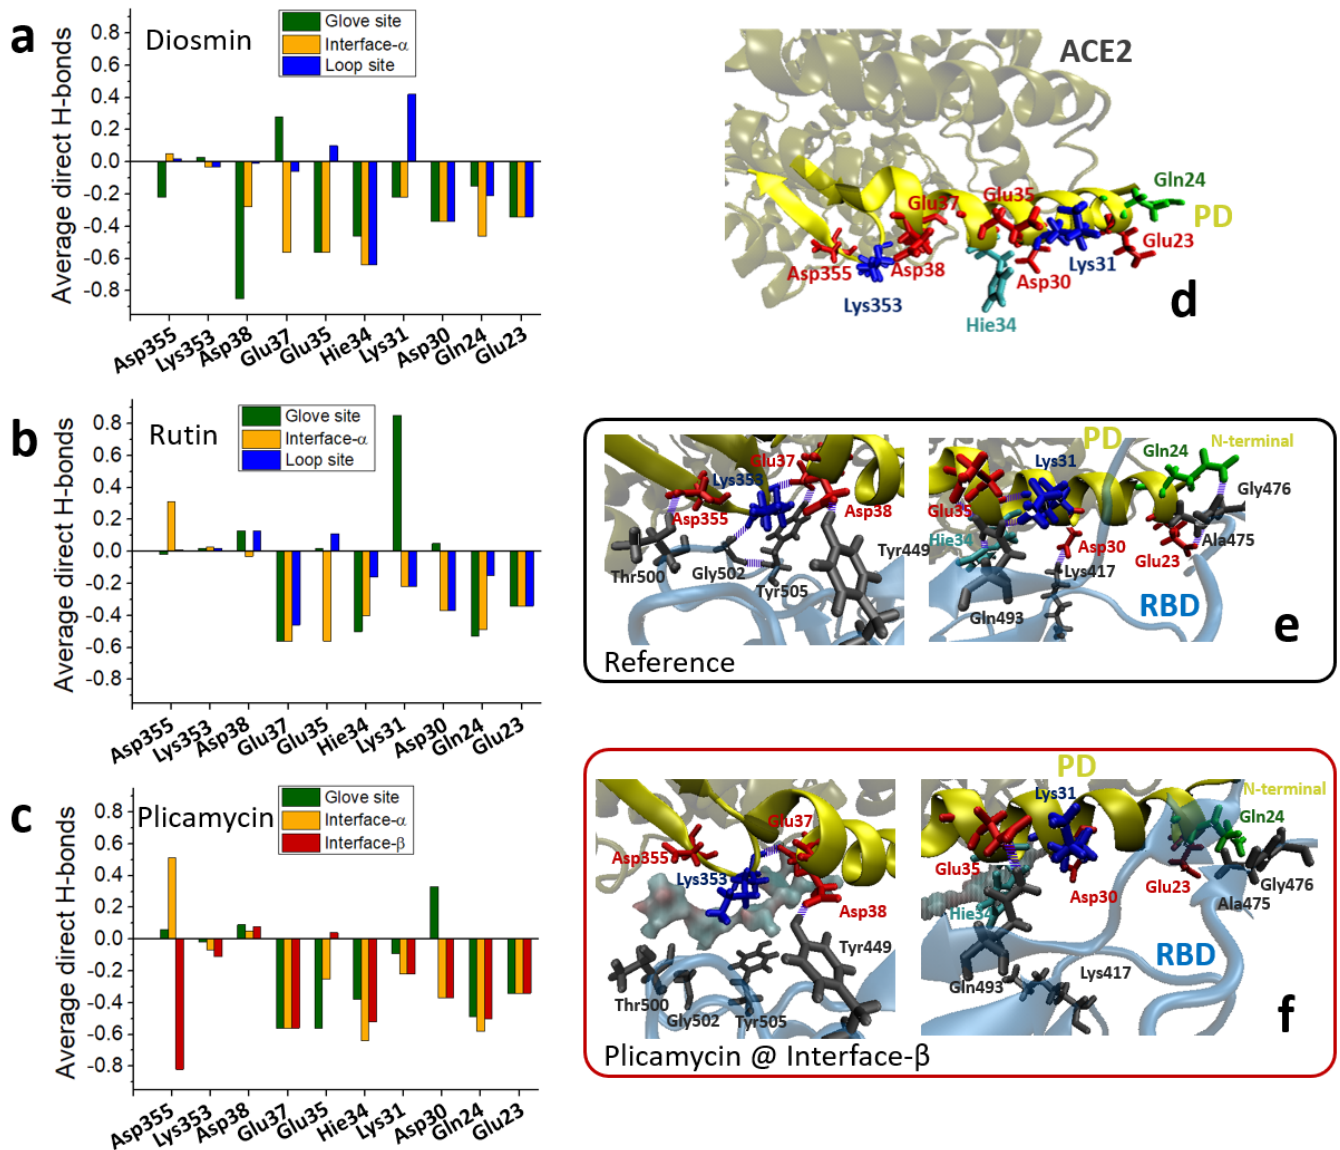 a
Diosmin
Glove site
Interface-α
Loop site
Average direct H-bonds
0.8
0.6
0.4
0.2
0.0
-0.2
-0.4
-0.6
-0.8
Asp355
Lys353
Asp38
Glu37
Glu35
Hie34
Lys31
Asp30
Gln24
Glu23
b
Rutin
Glove site
Interface-α
Loop site
Average direct H-bonds
0.8
0.6
0.4
0.2
0.0
-0.2
-0.4
-0.6
-0.8
Asp355
Lys353
Asp38
Glu37
Glu35
Hie34
Lys31
Asp30
Gln24
Glu23
c
Plicamycin
Glove site
Interface-α
Interface-β
Average direct H-bonds
0.8
0.6
0.4
0.2
0.0
-0.2
-0.4
-0.6
-0.8
Asp355
Lys353
Asp38
Glu37
Glu35
Hie34
Lys31
Asp30
Gln24
Glu23
ACE2
Gln24
PD
Glu37
Glu35
Glu23
Asp355
Asp38
Lys31
Asp30
Lys353
Hie34
d
Glu37
Lys353
Asp355
Asp38
Tyr449
Thr500
Gly502
Tyr505
PD
Gln24
N-terminal
Lys31
Gly476
Glu35
Hie34
Asp30
Ala475
Glu23
Lys417
Gln493
RBD
e
Reference
Glu37
Asp355
Lys353
Asp38
Tyr449
Thr500
Gly502
Tyr505
PD
Lys31
N-terminal
Gln24
Glu35
Asp30
Glu23
Gly476
Ala475
Hie34
RBD
Lys417
Gln493
f
Plicamycin @ Interface-β